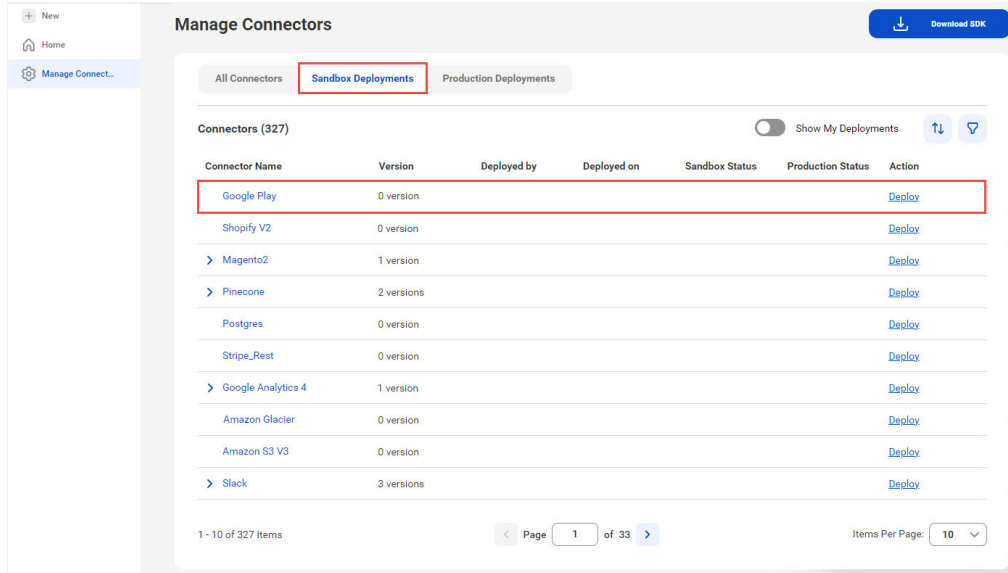 New
Home
Manage Connect...
Manage Connectors
Download SDK
All Connectors Sandbox Deployments Production Deployments
Connectors (327) Show My Deployments
Connector Name Version Deployed by Deployed on Sandbox Status Production Status Action
Google Play 0 version Deploy
Shopify V2 0 version Deploy
Magento2 1 version Deploy
Pinecone 2 versions Deploy
Postgres 0 version Deploy
Stripe_Rest 0 version Deploy
Google Analytics 4 1 version Deploy
Amazon Glacier 0 version Deploy
Amazon S3 V3 0 version Deploy
Slack 3 versions Deploy
1 - 10 of 327 Items Page 1 of 33 Items Per Page: 10